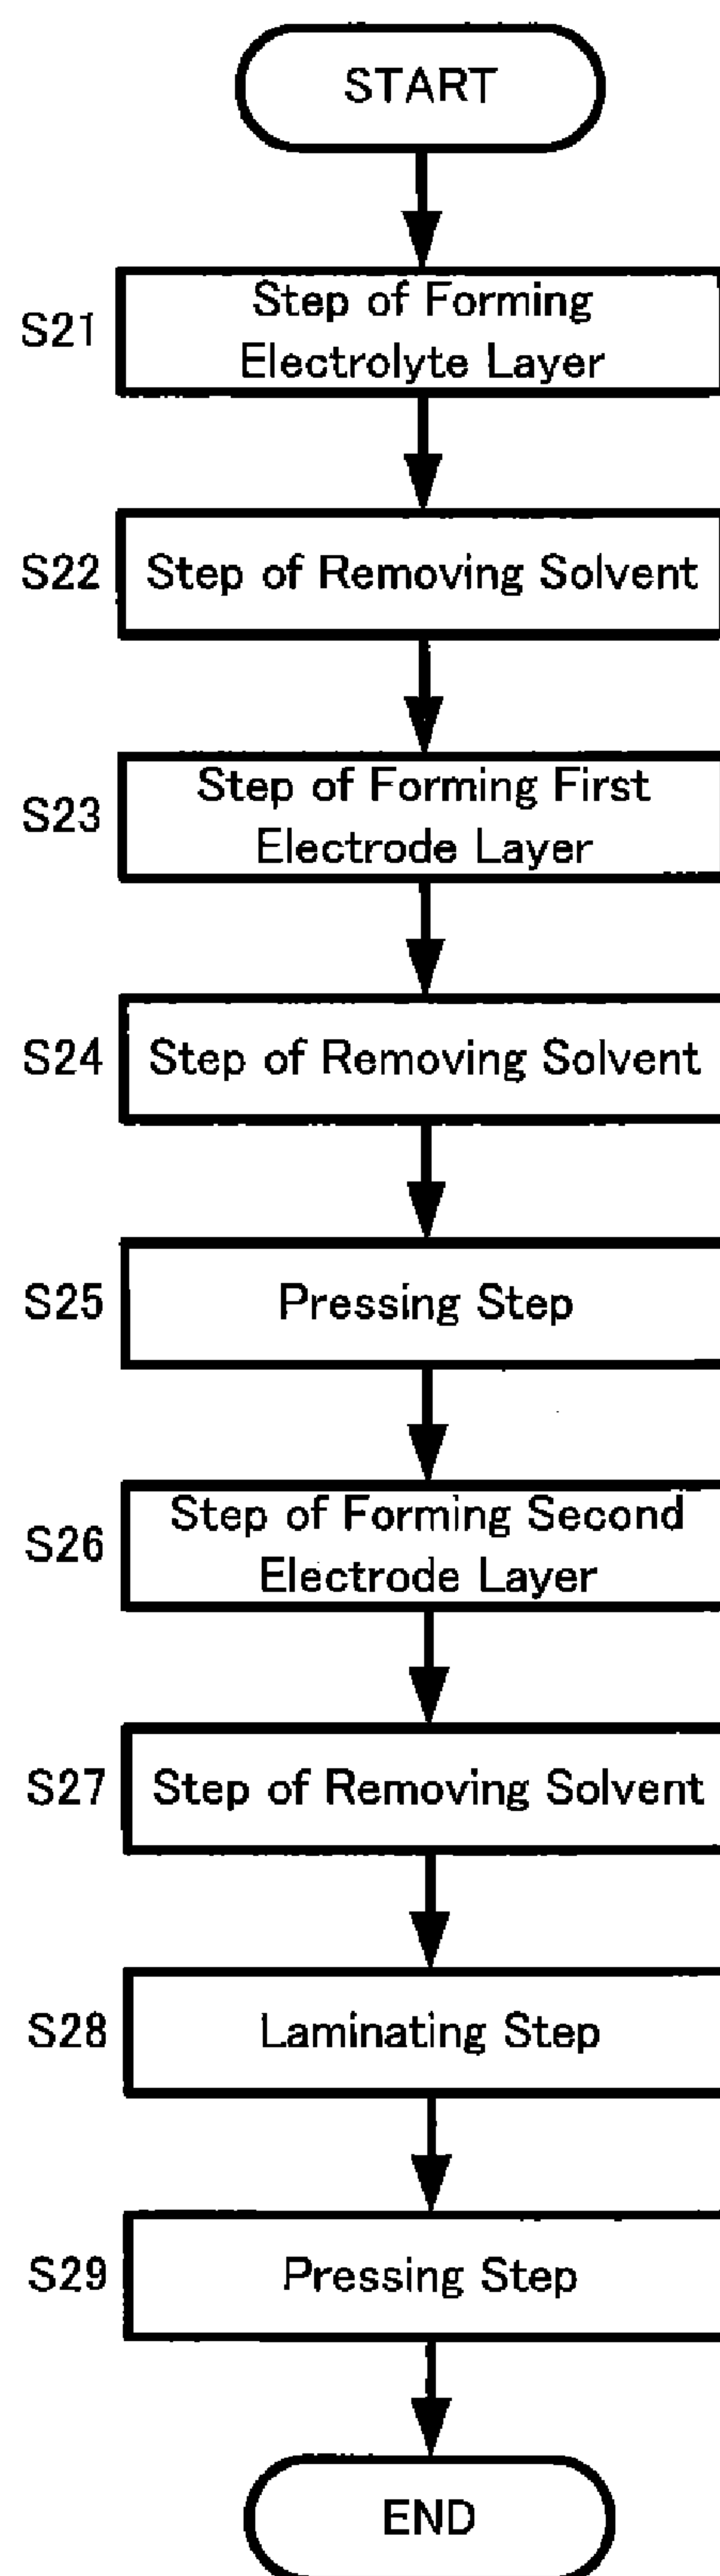 START
S21
Step of Forming
Electrolyte Layer
S22
Step of Removing Solvent
S23
Step of Forming First
Electrode Layer
S24
Step of Removing Solvent
S25
Pressing Step
S26
Step of Forming Second
Electrode Layer
S27
Step of Removing Solvent
S28
Laminating Step
S29
Pressing Step
END